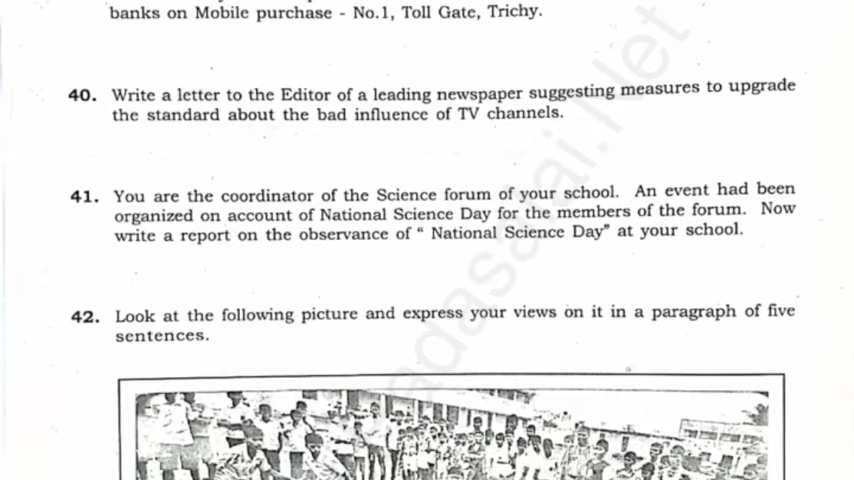 banks on Mobile purchase - No.1, Toll Gate, Trichy.
40. Write a letter to the Editor of a leading newspaper suggesting measures to upgrade
the standard about the bad influence of TV channels.
41. You are the coordinator of the Science forum of your school. An event had been
organized on account of National Science Day for the members of the forum. Now
write a report on the observance of “ National Science Day” at your school.
42. Look at the following picture and express your views on it in a paragraph of five
sentences.